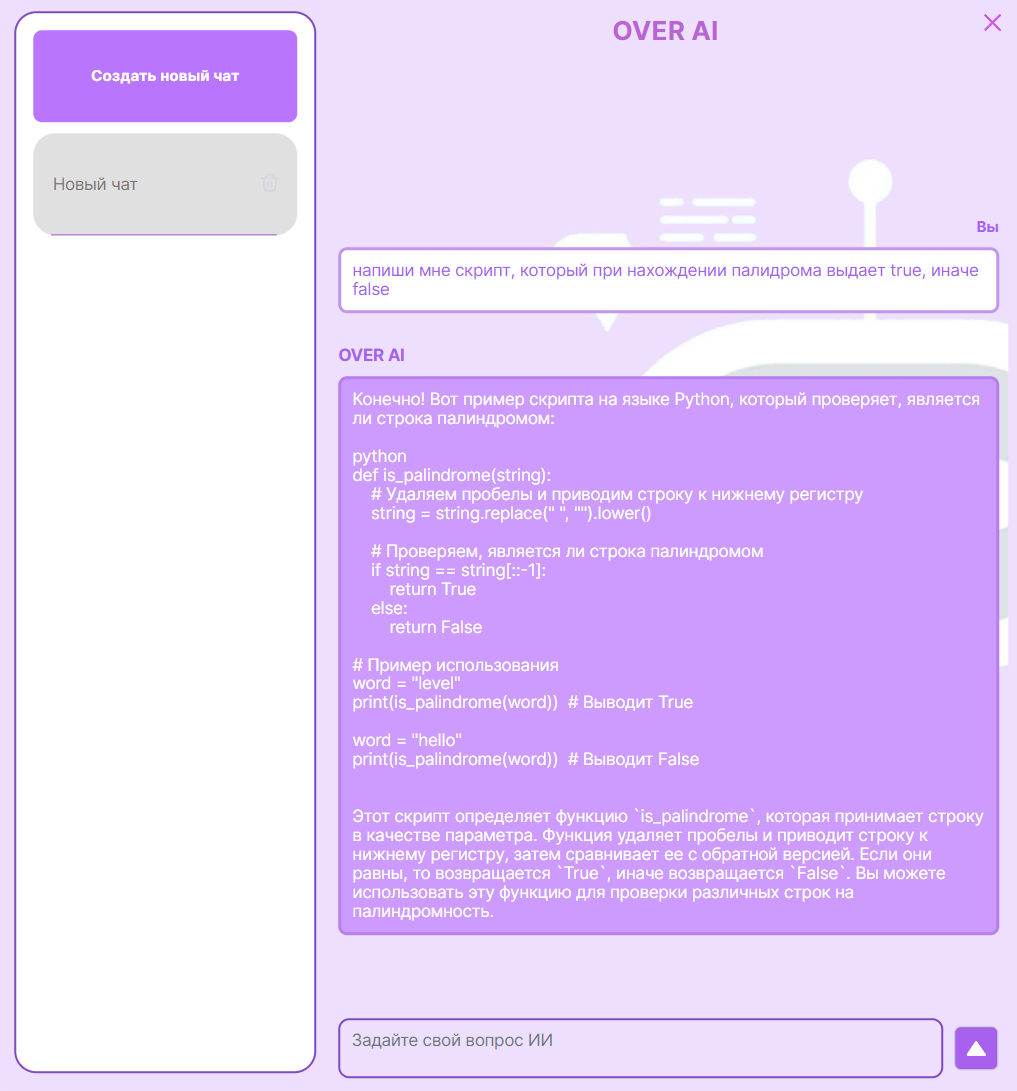 Создать новый чат
Новый чат
OVER AI
Вы
напиши мне скрипт, который при нахождении палидрома выдает true, иначе
false
OVER AI
Конечно! Вот пример скрипта на языке Python, который проверяет, является
ли строка палиндромом:
python
def is_palindrome(string):
    # Удаляем пробелы и приводим строку к нижнему регистру
    string = string.replace(" ", "").lower()
    # Проверяем, является ли строка палиндромом
    if string == string[::-1]:
        return True
    else:
        return False
# Пример использования
word = "level"
print(is_palindrome(word))  # Выводит True
word = "hello"
print(is_palindrome(word))  # Выводит False
Этот скрипт определяет функцию `is_palindrome`, которая принимает строку
в качестве параметра. Функция удаляет пробелы и приводит строку к
нижнему регистру, затем сравнивает ее с обратной версией. Если они
равны, то возвращается `True`, иначе возвращается `False`. Вы можете
использовать эту функцию для проверки различных строк на
палиндромность.
Задайте свой вопрос ИИ